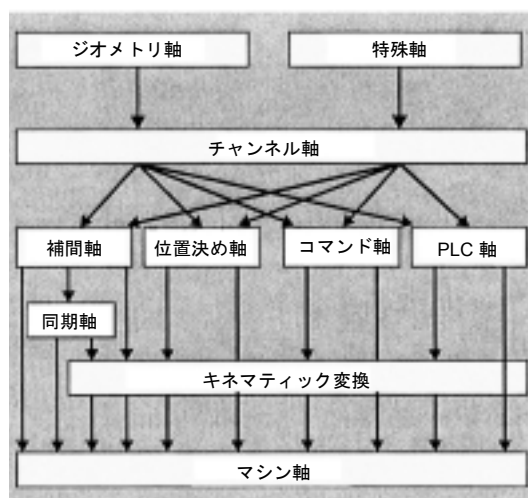 ジオメトリ軸
特殊軸
チャンネル軸
補間軸
位置決め軸
コマンド軸
PLC 軸
同期軸
キネマティック変換
マシン軸